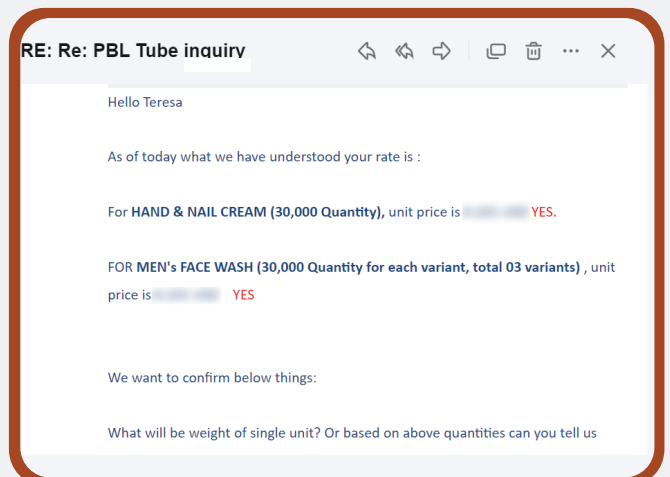 RE: Re: PBL Tube inquiry
Hello Teresa
As of today what we have understood your rate is :
For HAND & NAIL CREAM (30,000 Quantity), unit price is YES.
FOR MEN's FACE WASH (30,000 Quantity for each variant, total 03 variants) , unit
price is YES
We want to confirm below things:
What will be weight of single unit? Or based on above quantities can you tell us